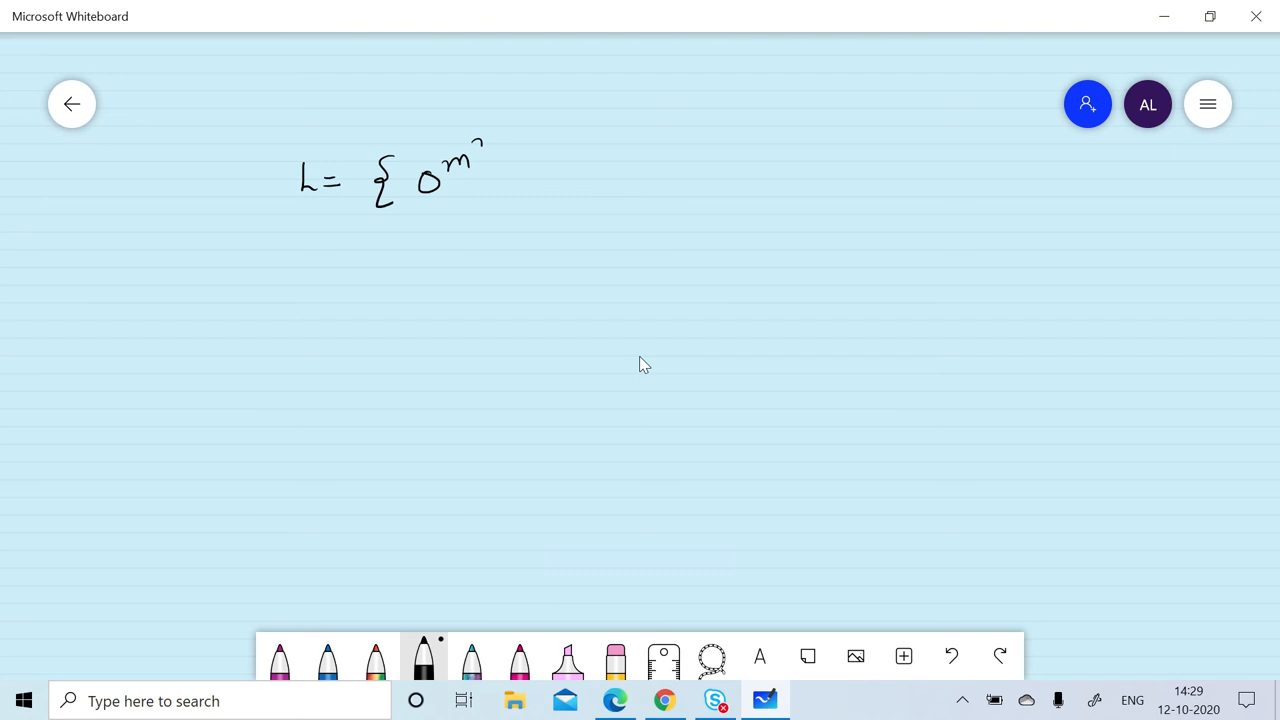 Microsoft Whiteboard
AL
L = { 0^m
A
Type here to search
ENG
14:29
12-10-2020